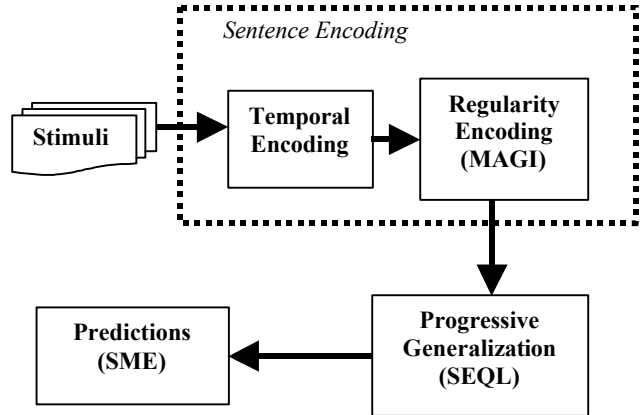 Sentence Encoding
Stimuli
Temporal
Encoding
Regularity
Encoding
(MAGI)
Predictions
(SME)
Progressive
Generalization
(SEQL)